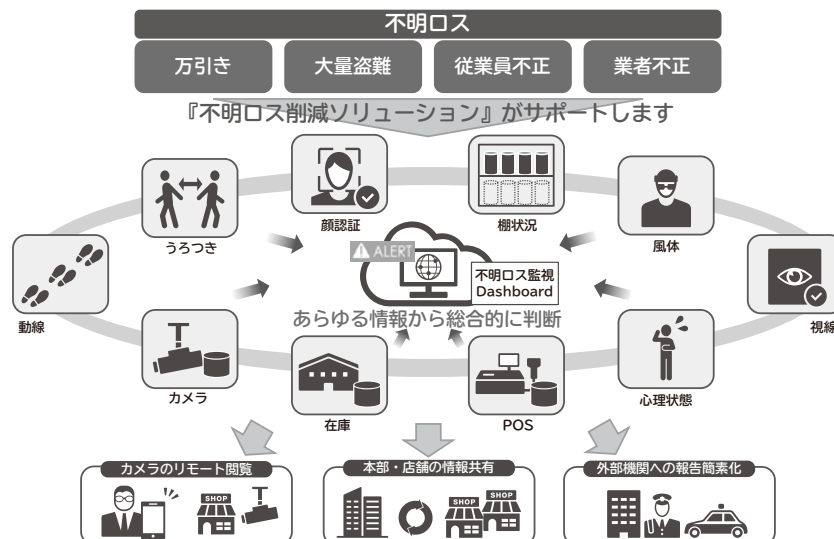 不明ロス
万引き
大量盗難
従業員不正
業者不正
『不明ロス削減ソリューション』がサポートします
うろつき
顔認証
棚状況
風体
動線
視線
ALERT
不明ロス監視
Dashboard
あらゆる情報から総合的に判断
カメラ
在庫
POS
心理状態
カメラのリモート閲覧
本部・店舗の情報共有
外部機関への報告簡素化
SHOP
SHOP
SHOP